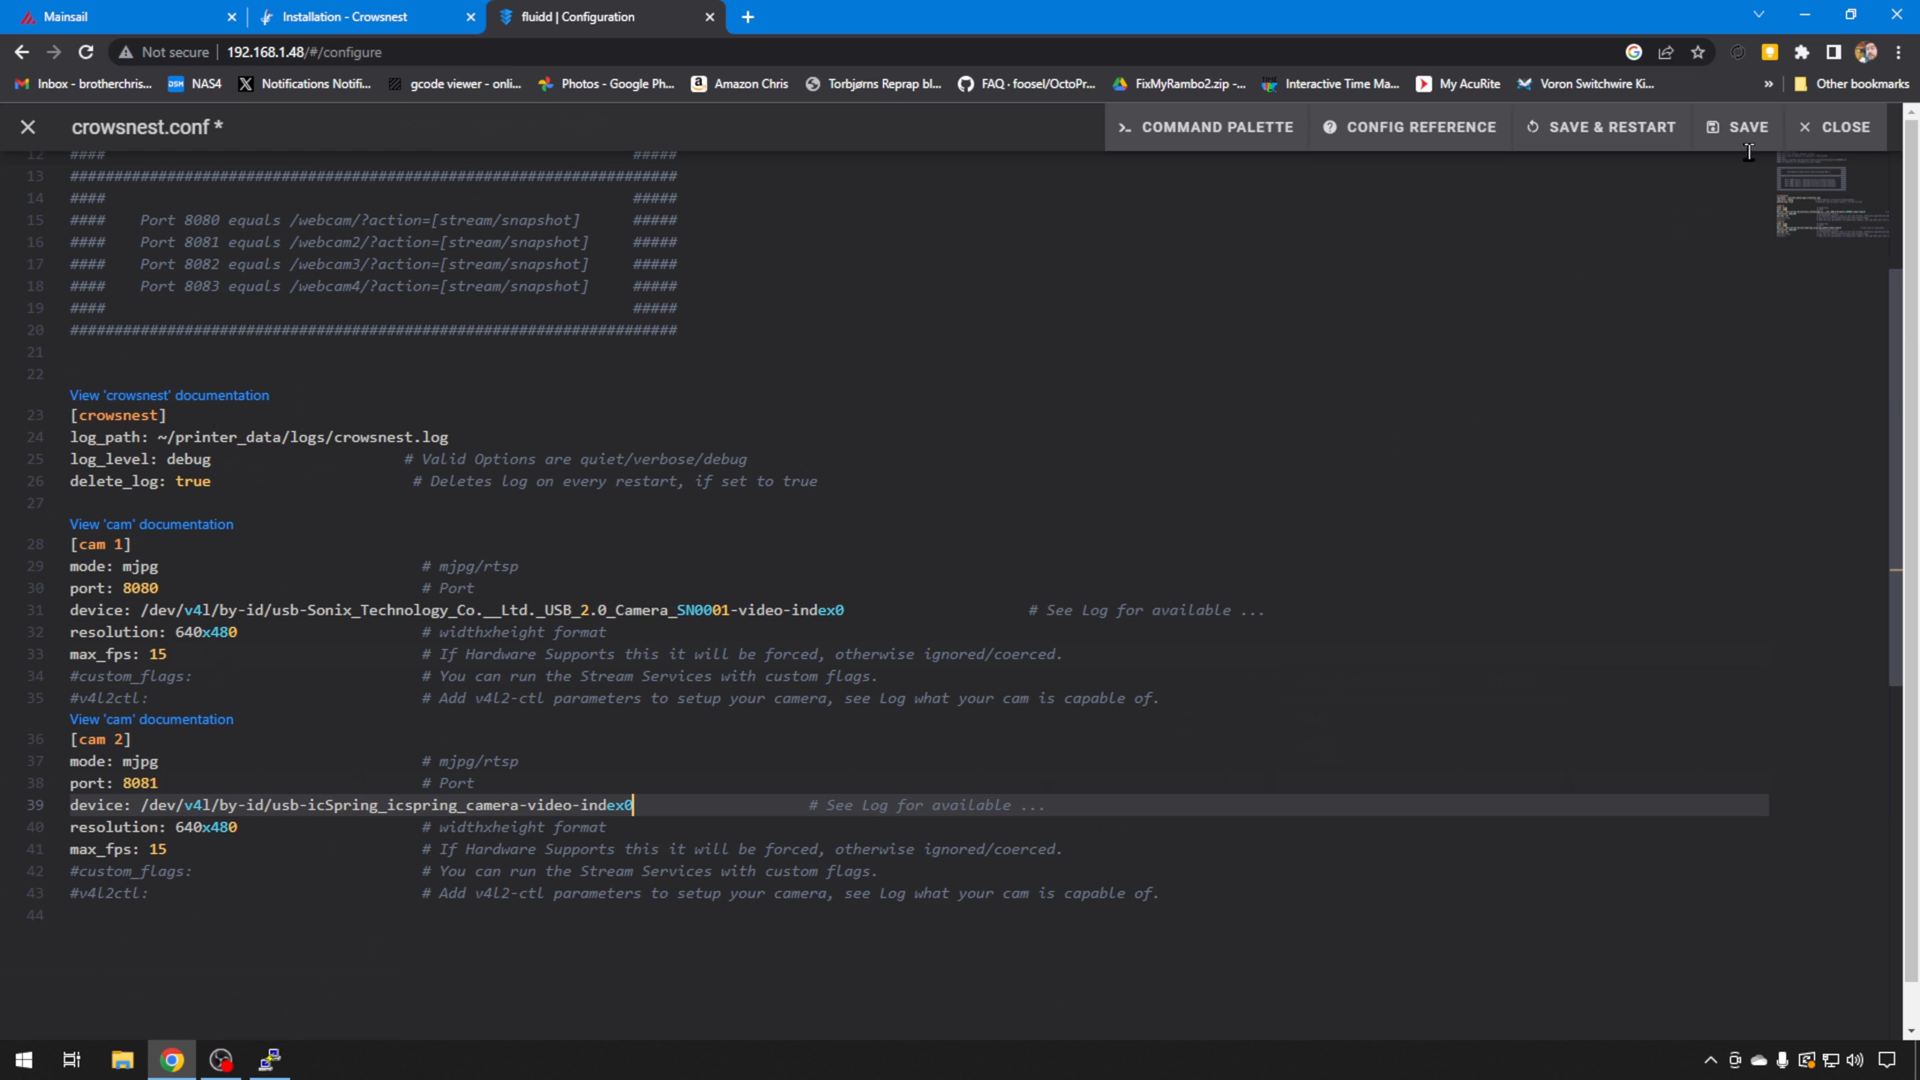 Mainsail
Installation - Crowsnest
fluidd | Configuration
Not secure
192.168.1.48/#/configure
Inbox - brotherchris...
NAS4
Notifications Notifi...
gcode viewer - onli...
Photos - Google Ph...
Amazon Chris
Torbjørns Reprap bl...
FAQ · foosel/OctoPr...
FixMyRambo2.zip -...
Interactive Time Ma...
My AcuRite
Voron Switchwire Ki...
»
Other bookmarks
crowsnest.conf *
COMMAND PALETTE
CONFIG REFERENCE
SAVE & RESTART
SAVE
CLOSE
12 #### #####
13 #####################################################################
14 #### #####
15 #### Port 8080 equals /webcam/?action=[stream/snapshot] #####
16 #### Port 8081 equals /webcam2/?action=[stream/snapshot] #####
17 #### Port 8082 equals /webcam3/?action=[stream/snapshot] #####
18 #### Port 8083 equals /webcam4/?action=[stream/snapshot] #####
19 #### #####
20 #####################################################################
21
22
View 'crowsnest' documentation
23 [crowsnest]
24 log_path: ~/printer_data/logs/crowsnest.log
25 log_level: debug # Valid Options are quiet/verbose/debug
26 delete_log: true # Deletes log on every restart, if set to true
27
View 'cam' documentation
28 [cam 1]
29 mode: mjpg # mjpg/rtsp
30 port: 8080 # Port
31 device: /dev/v4l/by-id/usb-Sonix_Technology_Co.__Ltd._USB_2.0_Camera_SN0001-video-index0 # See Log for available ...
32 resolution: 640x480 # widthxheight format
33 max_fps: 15 # If Hardware Supports this it will be forced, otherwise ignored/coerced.
34 #custom_flags: # You can run the Stream Services with custom flags.
35 #v4l2ctl: # Add v4l2-ctl parameters to setup your camera, see Log what your cam is capable of.
View 'cam' documentation
36 [cam 2]
37 mode: mjpg # mjpg/rtsp
38 port: 8081 # Port
39 device: /dev/v4l/by-id/usb-icSpring_icspring_camera-video-index0 # See Log for available ...
40 resolution: 640x480 # widthxheight format
41 max_fps: 15 # If Hardware Supports this it will be forced, otherwise ignored/coerced.
42 #custom_flags: # You can run the Stream Services with custom flags.
43 #v4l2ctl: # Add v4l2-ctl parameters to setup your camera, see Log what your cam is capable of.
44